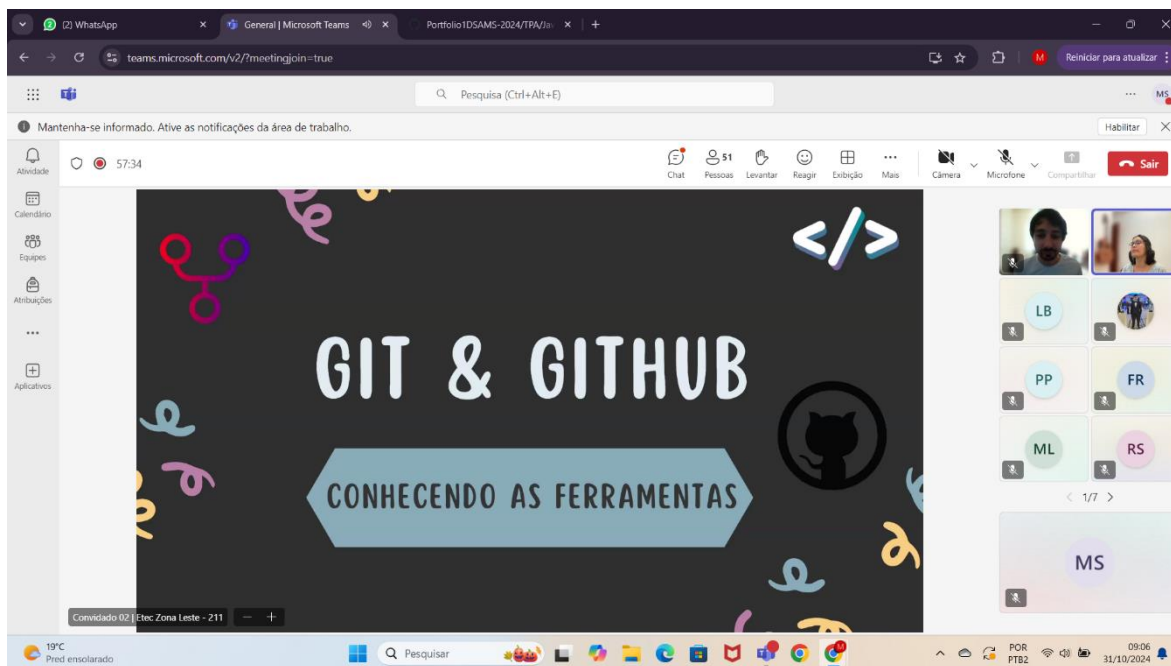 (2) WhatsApp
General | Microsoft Teams
Portfolio1DSAMS-2024/TPA/Jav
teams.microsoft.com/v2/?meetingjoin=true
M
Reiniciar para atualizar
Pesquisa (Ctrl+Alt+E)
MS
Mantenha-se informado. Ative as notificações da área de trabalho.
Habilitar
Atividade
Calendário
Equipes
Atribuições
Aplicativos
57:34
Chat
51
Pessoas
Levantar
Reagir
Exibição
Mais
Câmera
Microfone
Compartilhar
Sair
</>
GIT & GITHUB
CONHECENDO AS FERRAMENTAS
Convidado 02 | Etec Zona Leste - 211
LB
PP
FR
ML
RS
1/7
MS
19°C
Pred ensolarado
Pesquisar
POR
PTB2
09:06
31/10/2024